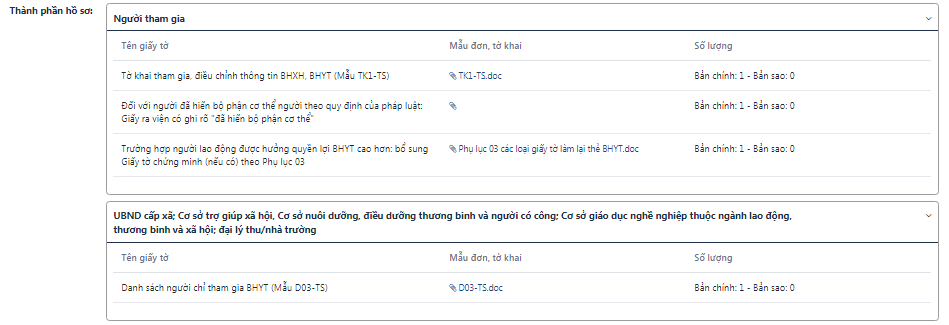 Thành phần hồ sơ:
Người tham gia
Tên giấy tờ Mẫu đơn, tờ khai Số lượng
Tờ khai tham gia, điều chỉnh thông tin BHXH, BHYT (Mẫu TK1-TS) TK1-TS.doc Bản chính: 1 - Bản sao: 0
Đối với người đã hiến bộ phận cơ thể người theo quy định của pháp luật: Bản chính: 1 - Bản sao: 0
Giấy ra viện có ghi rõ "đã hiến bộ phận cơ thể"
Trường hợp người lao động được hưởng quyền lợi BHYT cao hơn: bổ sung Phụ lục 03 các loại giấy tờ làm lại thẻ BHYT.doc Bản chính: 1 - Bản sao: 0
Giấy tờ chứng minh (nếu có) theo Phụ lục 03
UBND cấp xã; Cơ sở trợ giúp xã hội, Cơ sở nuôi dưỡng, điều dưỡng thương binh và người có công; Cơ sở giáo dục nghề nghiệp thuộc ngành lao động,
thương binh và xã hội; đại lý thu/nhà trường
Tên giấy tờ Mẫu đơn, tờ khai Số lượng
Danh sách người chỉ tham gia BHYT (Mẫu D03-TS) D03-TS.doc Bản chính: 1 - Bản sao: 0